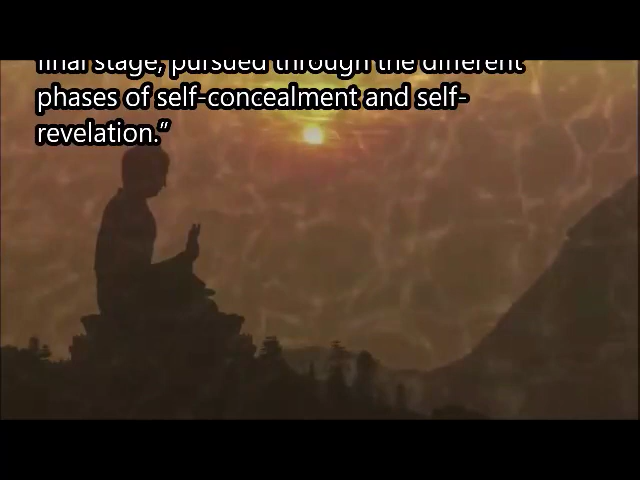 final stage, pursued through the different
phases of self-concealment and self-
revelation.”